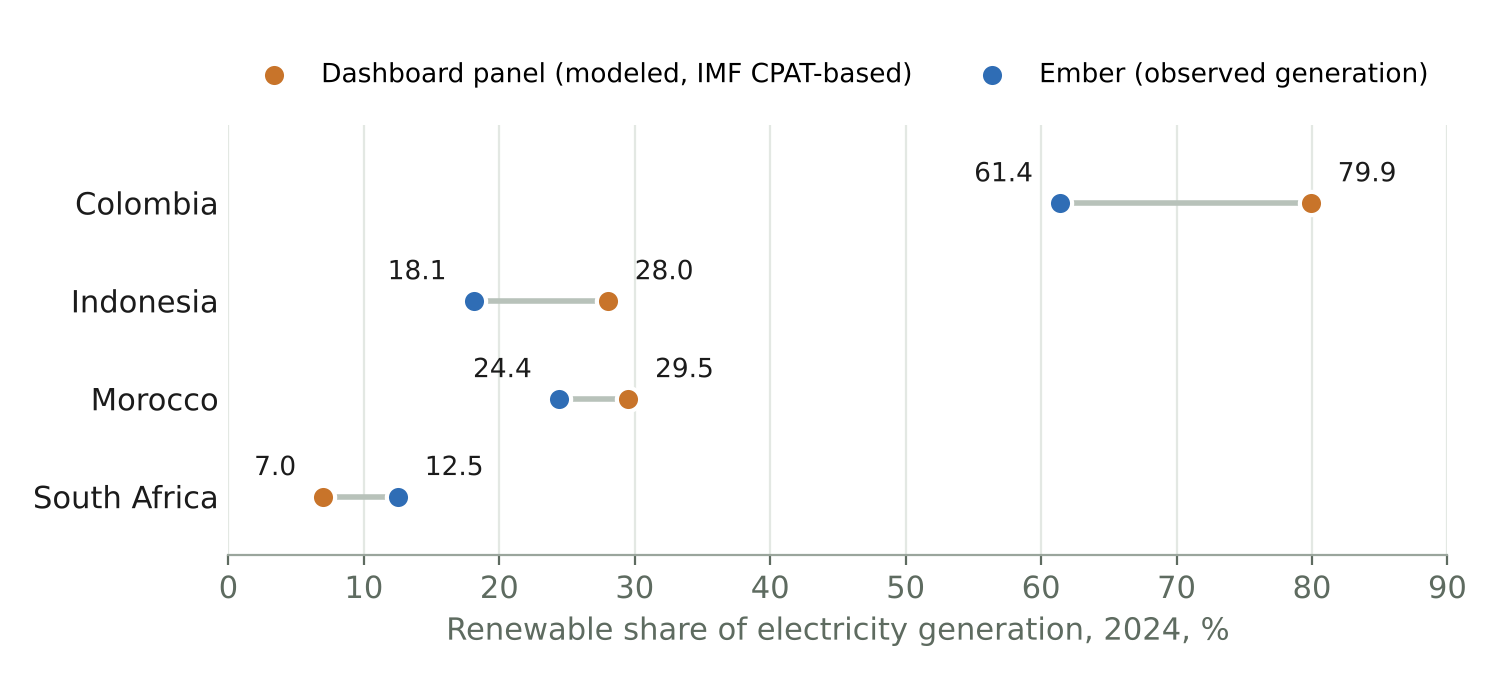 Dashboard panel (modeled, IMF CPAT-based) Ember (observed generation)
61.4 79.9
Colombia
18.1 28.0
Indonesia
24.4 29.5
Morocco
7.0 12.5
South Africa
0 10 20 30 40 50 60 70 80 90
Renewable share of electricity generation, 2024, %